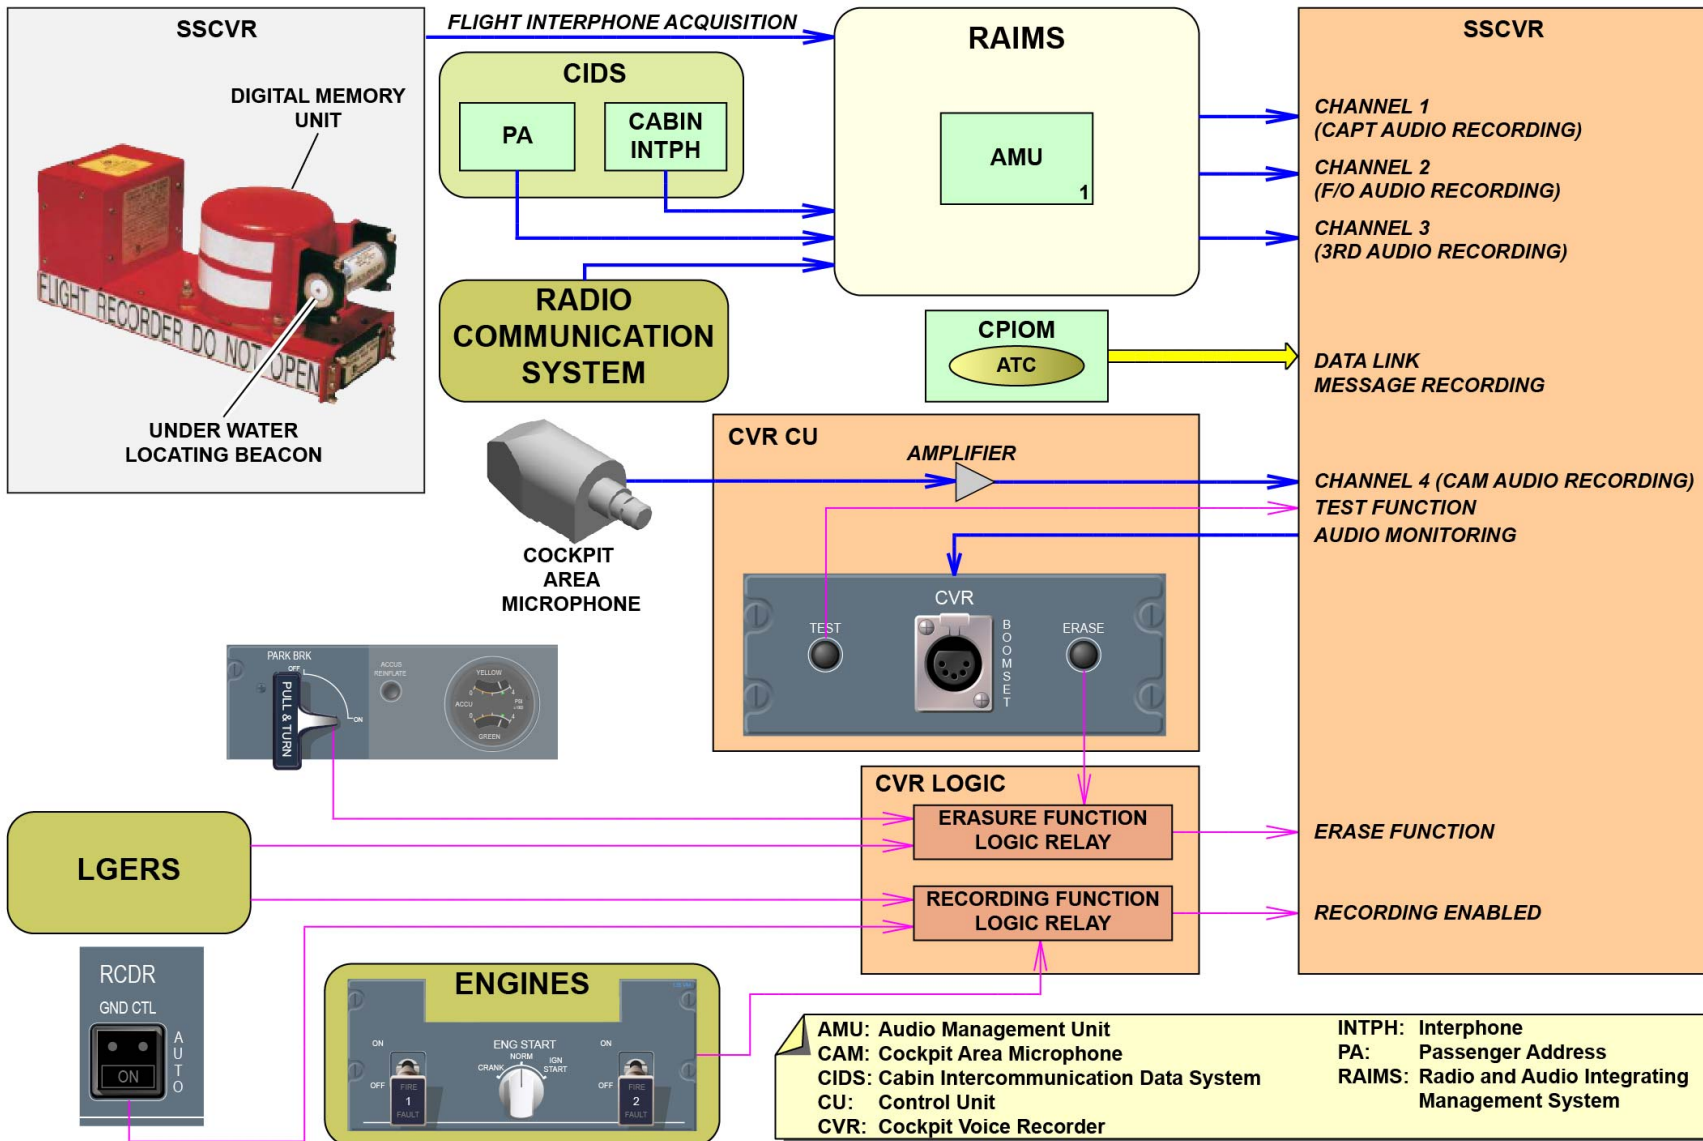 SSCVR
DIGITAL MEMORY
UNIT
FLIGHT RECORDER DO NOT OPEN
UNDER WATER
LOCATING BEACON
FLIGHT INTERPHONE ACQUISITION
CIDS
PA
CABIN
INTPH
RADIO
COMMUNICATION
SYSTEM
RAIMS
AMU
1
CPIOM
ATC
SSCVR
CHANNEL 1
(CAPT AUDIO RECORDING)
CHANNEL 2
(F/O AUDIO RECORDING)
CHANNEL 3
(3RD AUDIO RECORDING)
DATA LINK
MESSAGE RECORDING
CHANNEL 4 (CAM AUDIO RECORDING)
TEST FUNCTION
AUDIO MONITORING
ERASE FUNCTION
RECORDING ENABLED
COCKPIT
AREA
MICROPHONE
CVR CU
AMPLIFIER
CVR
TEST
BOOMSET
ERASE
PARK BRK
OFF
ON
PULL & TURN
ACCUS
REINFLATE
YELLOW
0 4
ACCU
PSI
0 4
GREEN
CVR LOGIC
ERASURE FUNCTION
LOGIC RELAY
RECORDING FUNCTION
LOGIC RELAY
LGERS
RCDR
GND CTL
ON
AUTO
ENGINES
ON
OFF
FIRE
1
FAULT
ENG START
NORM
CRANK
IGN
START
ON
OFF
FIRE
2
FAULT
AMU: Audio Management Unit
CAM: Cockpit Area Microphone
CIDS: Cabin Intercommunication Data System
CU: Control Unit
CVR: Cockpit Voice Recorder
INTPH: Interphone
PA: Passenger Address
RAIMS: Radio and Audio Integrating
Management System